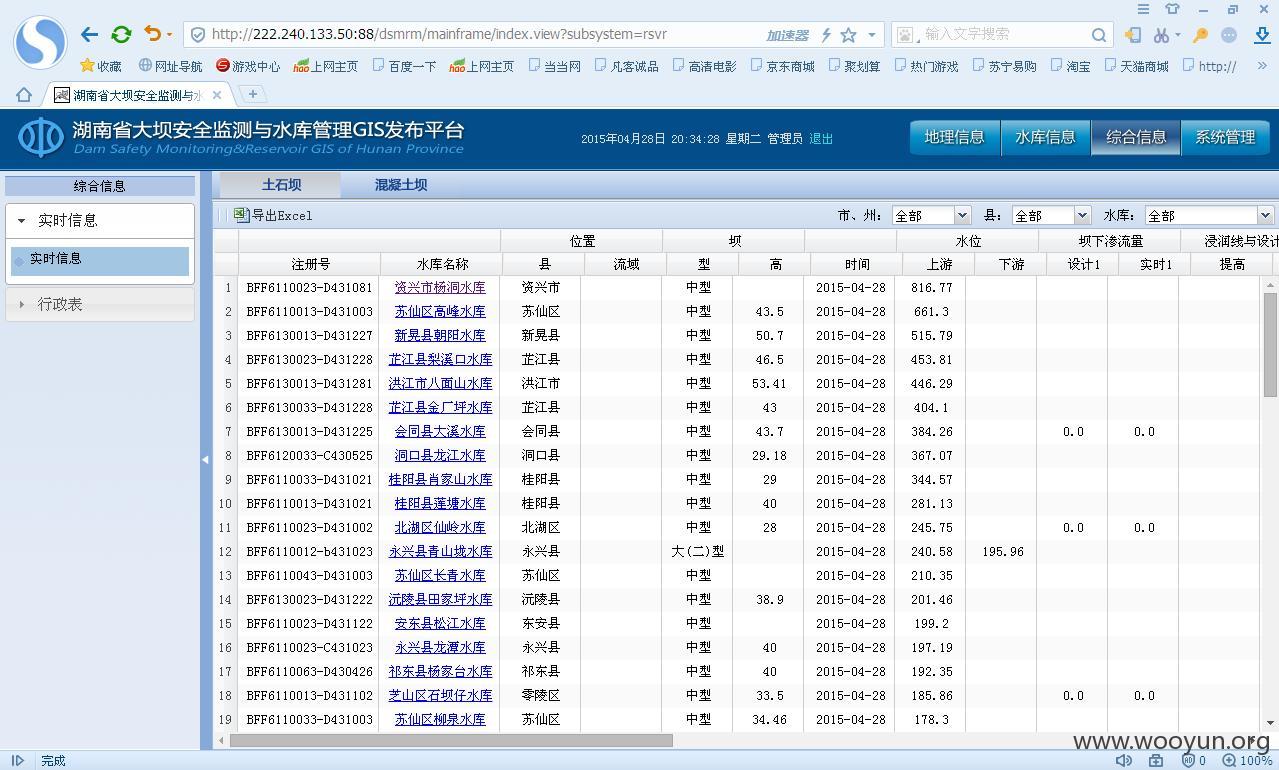 http://222.240.133.50:88/dsmrm/mainframe/index.view?subsystem=rsvr 加速器 输入文字搜索
收藏 网址导航 游戏中心 hao上网主页 百度一下 hao上网主页 当当网 凡客诚品 高清电影 京东商城 聚划算 热门游戏 苏宁易购 淘宝 天猫商城 http://
湖南省大坝安全监测与水
湖南省大坝安全监测与水库管理GIS发布平台
Dam Safety Monitoring&Reservoir GIS of Hunan Province
2015年04月28日 20:34:28 星期二 管理员 退出
地理信息 水库信息 综合信息 系统管理
综合信息
实时信息
实时信息
行政表
土石坝 混凝土坝
导出Excel 市、州: 全部 县: 全部 水库: 全部
位置 坝 水位 坝下渗流量 浸润线与设计
注册号 水库名称 县 流域 型 高 时间 上游 下游 设计1 实时1 提高
1 BFF6110023-D431081 资兴市杨洞水库 资兴市 中型 2015-04-28 816.77
2 BFF6110013-D431003 苏仙区高峰水库 苏仙区 中型 43.5 2015-04-28 661.3
3 BFF6130013-D431227 新晃县朝阳水库 新晃县 中型 50.7 2015-04-28 515.79
4 BFF6130023-D431228 芷江县梨溪口水库 芷江县 中型 46.5 2015-04-28 453.81
5 BFF6130013-D431281 洪江市八面山水库 洪江市 中型 53.41 2015-04-28 446.29
6 BFF6130033-D431228 芷江县金厂坪水库 芷江县 中型 43 2015-04-28 404.1
7 BFF6130013-D431225 会同县大溪水库 会同县 中型 43.7 2015-04-28 384.26 0.0 0.0
8 BFF6120033-C430525 洞口县龙江水库 洞口县 中型 29.18 2015-04-28 367.07
9 BFF6110033-D431021 桂阳县肖家山水库 桂阳县 中型 29 2015-04-28 344.57
10 BFF6110013-D431021 桂阳县莲塘水库 桂阳县 中型 40 2015-04-28 281.13
11 BFF6110023-D431002 北湖区仙岭水库 北湖区 中型 28 2015-04-28 245.75 0.0 0.0
12 BFF6110012-b431023 永兴县青山垅水库 永兴县 大(二)型 2015-04-28 240.58 195.96
13 BFF6110043-D431003 苏仙区长青水库 苏仙区 中型 2015-04-28 210.35
14 BFF6130023-D431222 沅陵县田家坪水库 沅陵县 中型 38.9 2015-04-28 201.46
15 BFF6110023-D431122 安东县松江水库 东安县 中型 2015-04-28 199.2
16 BFF6110023-C431023 永兴县龙潭水库 永兴县 中型 40 2015-04-28 197.19
17 BFF6110063-D430426 祁东县杨家台水库 祁东县 中型 40 2015-04-28 192.35
18 BFF6110013-D431102 芝山区石坝仔水库 零陵区 中型 33.5 2015-04-28 185.86 0.0 0.0
19 BFF6110033-D431003 苏仙区柳泉水库 苏仙区 中型 34.46 2015-04-28 178.3
www.wooyun.org
完成 0 100%